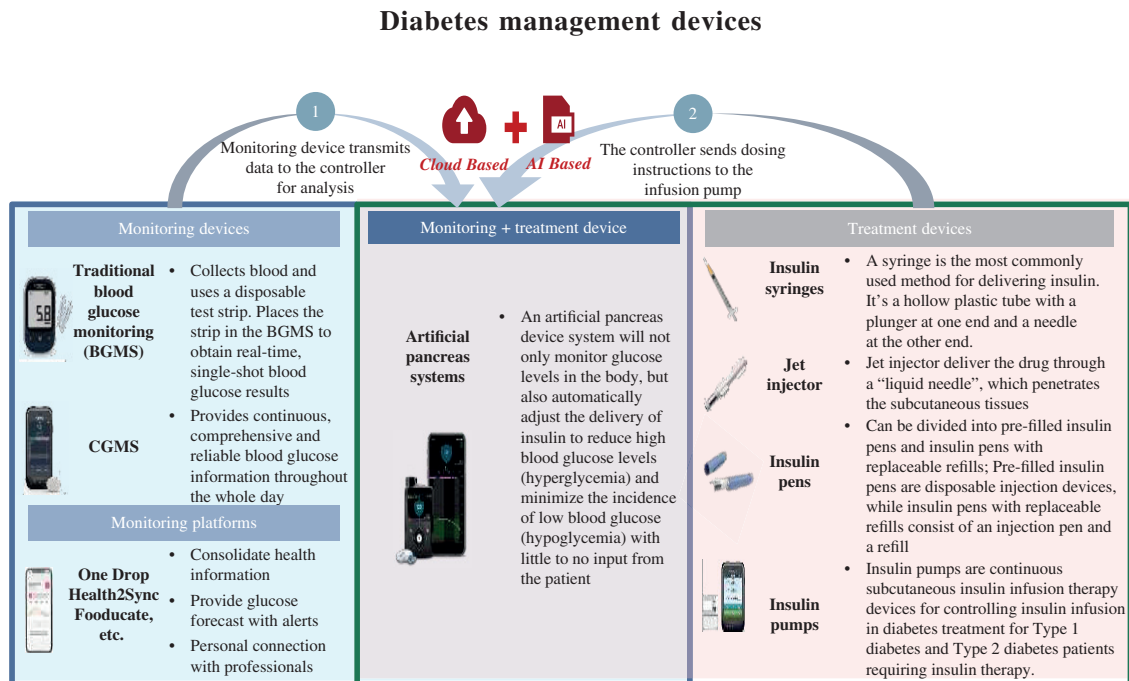 Diabetes management devices
1
Monitoring device transmits
data to the controller
for analysis
Cloud Based
AI
AI Based
2
The controller sends dosing
instructions to the
infusion pump
Monitoring devices
Traditional
blood
glucose
monitoring
(BGMS)
• Collects blood and
uses a disposable
test strip. Places the
strip in the BGMS to
obtain real-time,
single-shot blood
glucose results
5.8
CGMS
• Provides continuous,
comprehensive and
reliable blood glucose
information throughout
the whole day
Monitoring platforms
One Drop
Health2Sync
Fooducate,
etc.
• Consolidate health
information
• Provide glucose
forecast with alerts
• Personal connection
with professionals
Monitoring + treatment device
Artificial
pancreas
systems
• An artificial pancreas
device system will not
only monitor glucose
levels in the body, but
also automatically
adjust the delivery of
insulin to reduce high
blood glucose levels
(hyperglycemia) and
minimize the incidence
of low blood glucose
(hypoglycemia) with
little to no input from
the patient
Treatment devices
Insulin
syringes
• A syringe is the most commonly
used method for delivering insulin.
It’s a hollow plastic tube with a
plunger at one end and a needle
at the other end.
Jet
injector
• Jet injector deliver the drug through
a “liquid needle”, which penetrates
the subcutaneous tissues
Insulin
pens
• Can be divided into pre-filled insulin
pens and insulin pens with
replaceable refills; Pre-filled insulin
pens are disposable injection devices,
while insulin pens with replaceable
refills consist of an injection pen and
a refill
Insulin
pumps
• Insulin pumps are continuous
subcutaneous insulin infusion therapy
devices for controlling insulin infusion
in diabetes treatment for Type 1
diabetes and Type 2 diabetes patients
requiring insulin therapy.